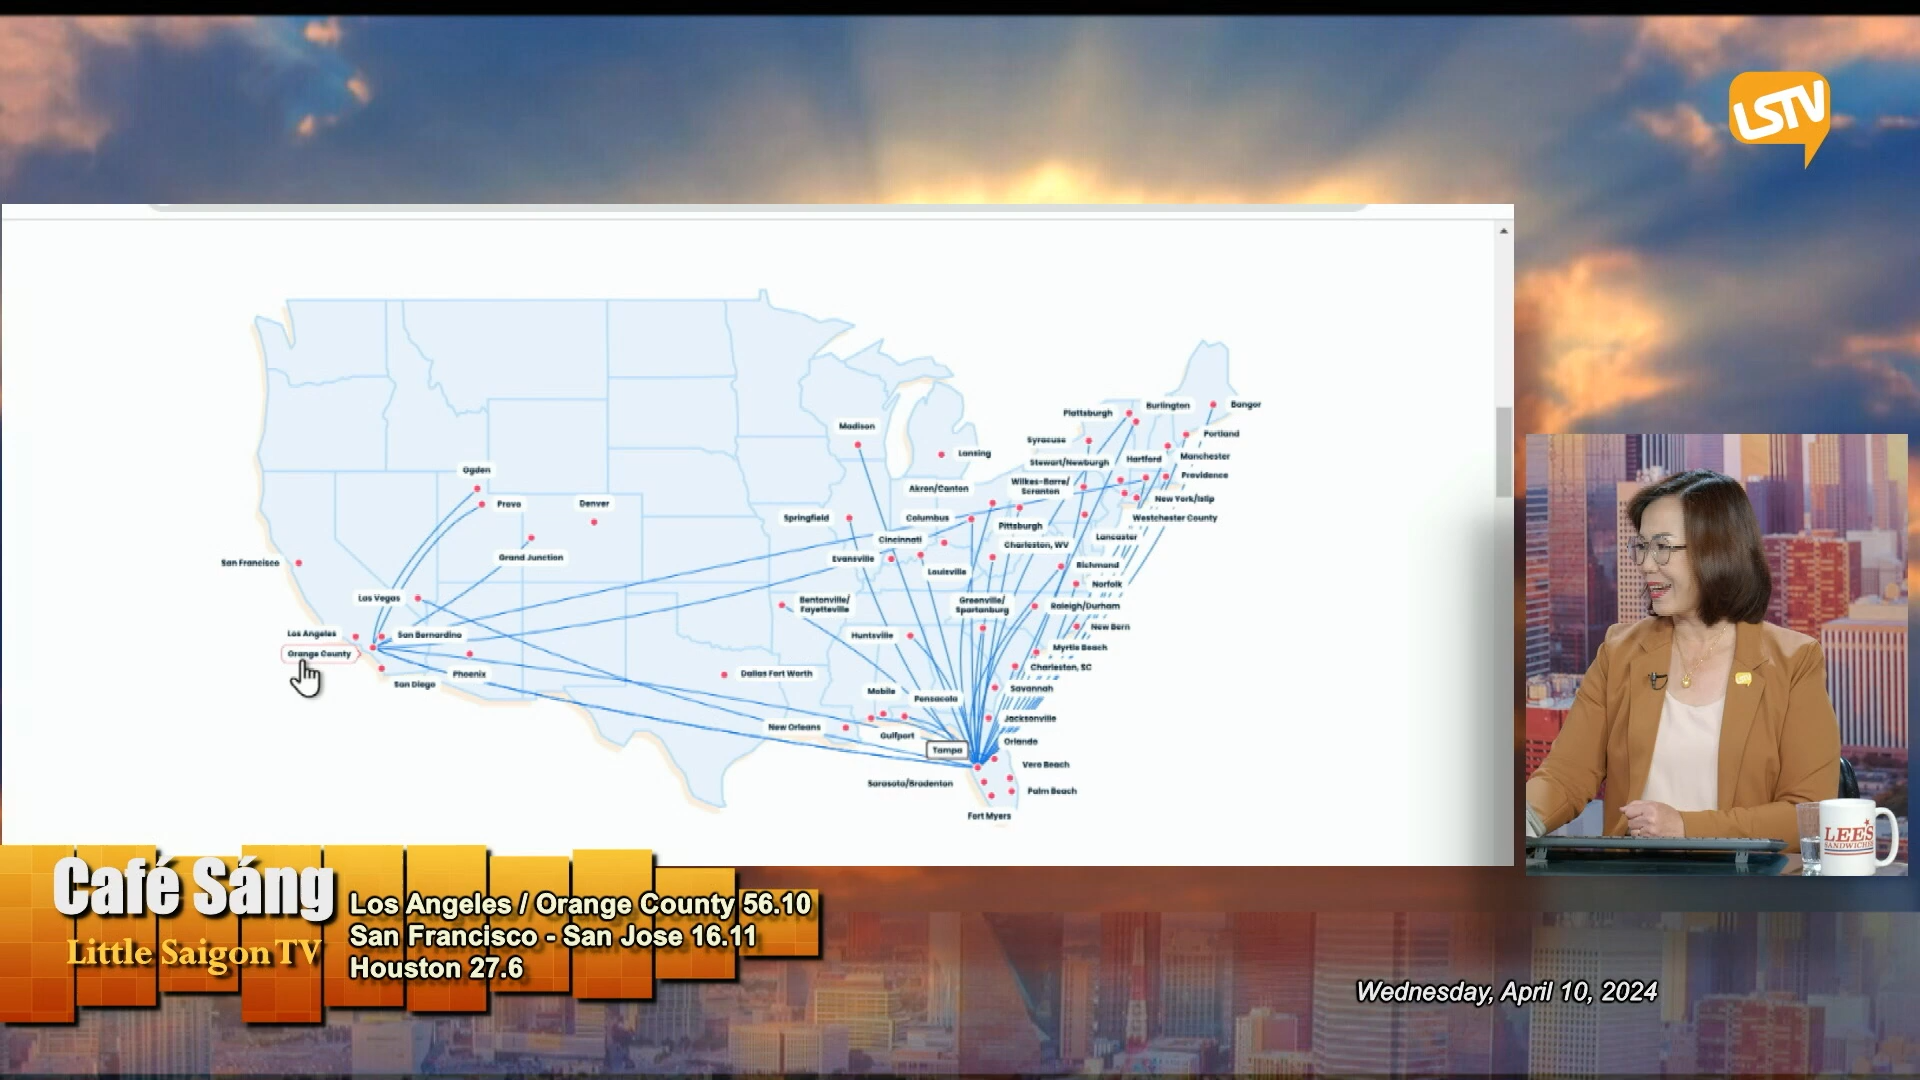 LSTV
Plattsburgh
Burlington
Bangor
Madison
Syracuse
Portland
Lansing
Stewart/Newburgh
Hartford
Manchester
Ogden
Providence
Akron/Canton
Wilkes-Barre/
Scranton
Provo
Denver
New York/Islip
Springfield
Columbus
Pittsburgh
Westchester County
Cincinnati
Lancaster
Grand Junction
Evansville
Charleston, WV
San Francisco
Louisville
Richmond
Norfolk
Las Vegas
Bentonville/
Fayetteville
Greenville/
Spartanburg
Raleigh/Durham
New Bern
Los Angeles
San Bernardino
Huntsville
Orange County
Myrtle Beach
Charleston, SC
San Diego
Phoenix
Dallas Fort Worth
Mobile
Pensacola
Savannah
New Orleans
Gulfport
Jacksonville
Tampa
Orlando
Vero Beach
Sarasota/Bradenton
Palm Beach
Fort Myers
LEE'S
SANDWICHES
Café Sáng
Little Saigon TV
Los Angeles / Orange County 56.10
San Francisco - San Jose 16.11
Houston 27.6
Wednesday, April 10, 2024